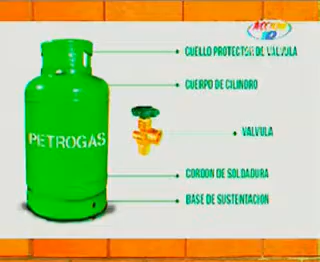 CUELLO PROTECTOR DE VALVULA
CUERPO DE CILINDRO
PETROGAS
VALVULA
CORDON DE SOLDADURA
BASE DE SUSTENTACION